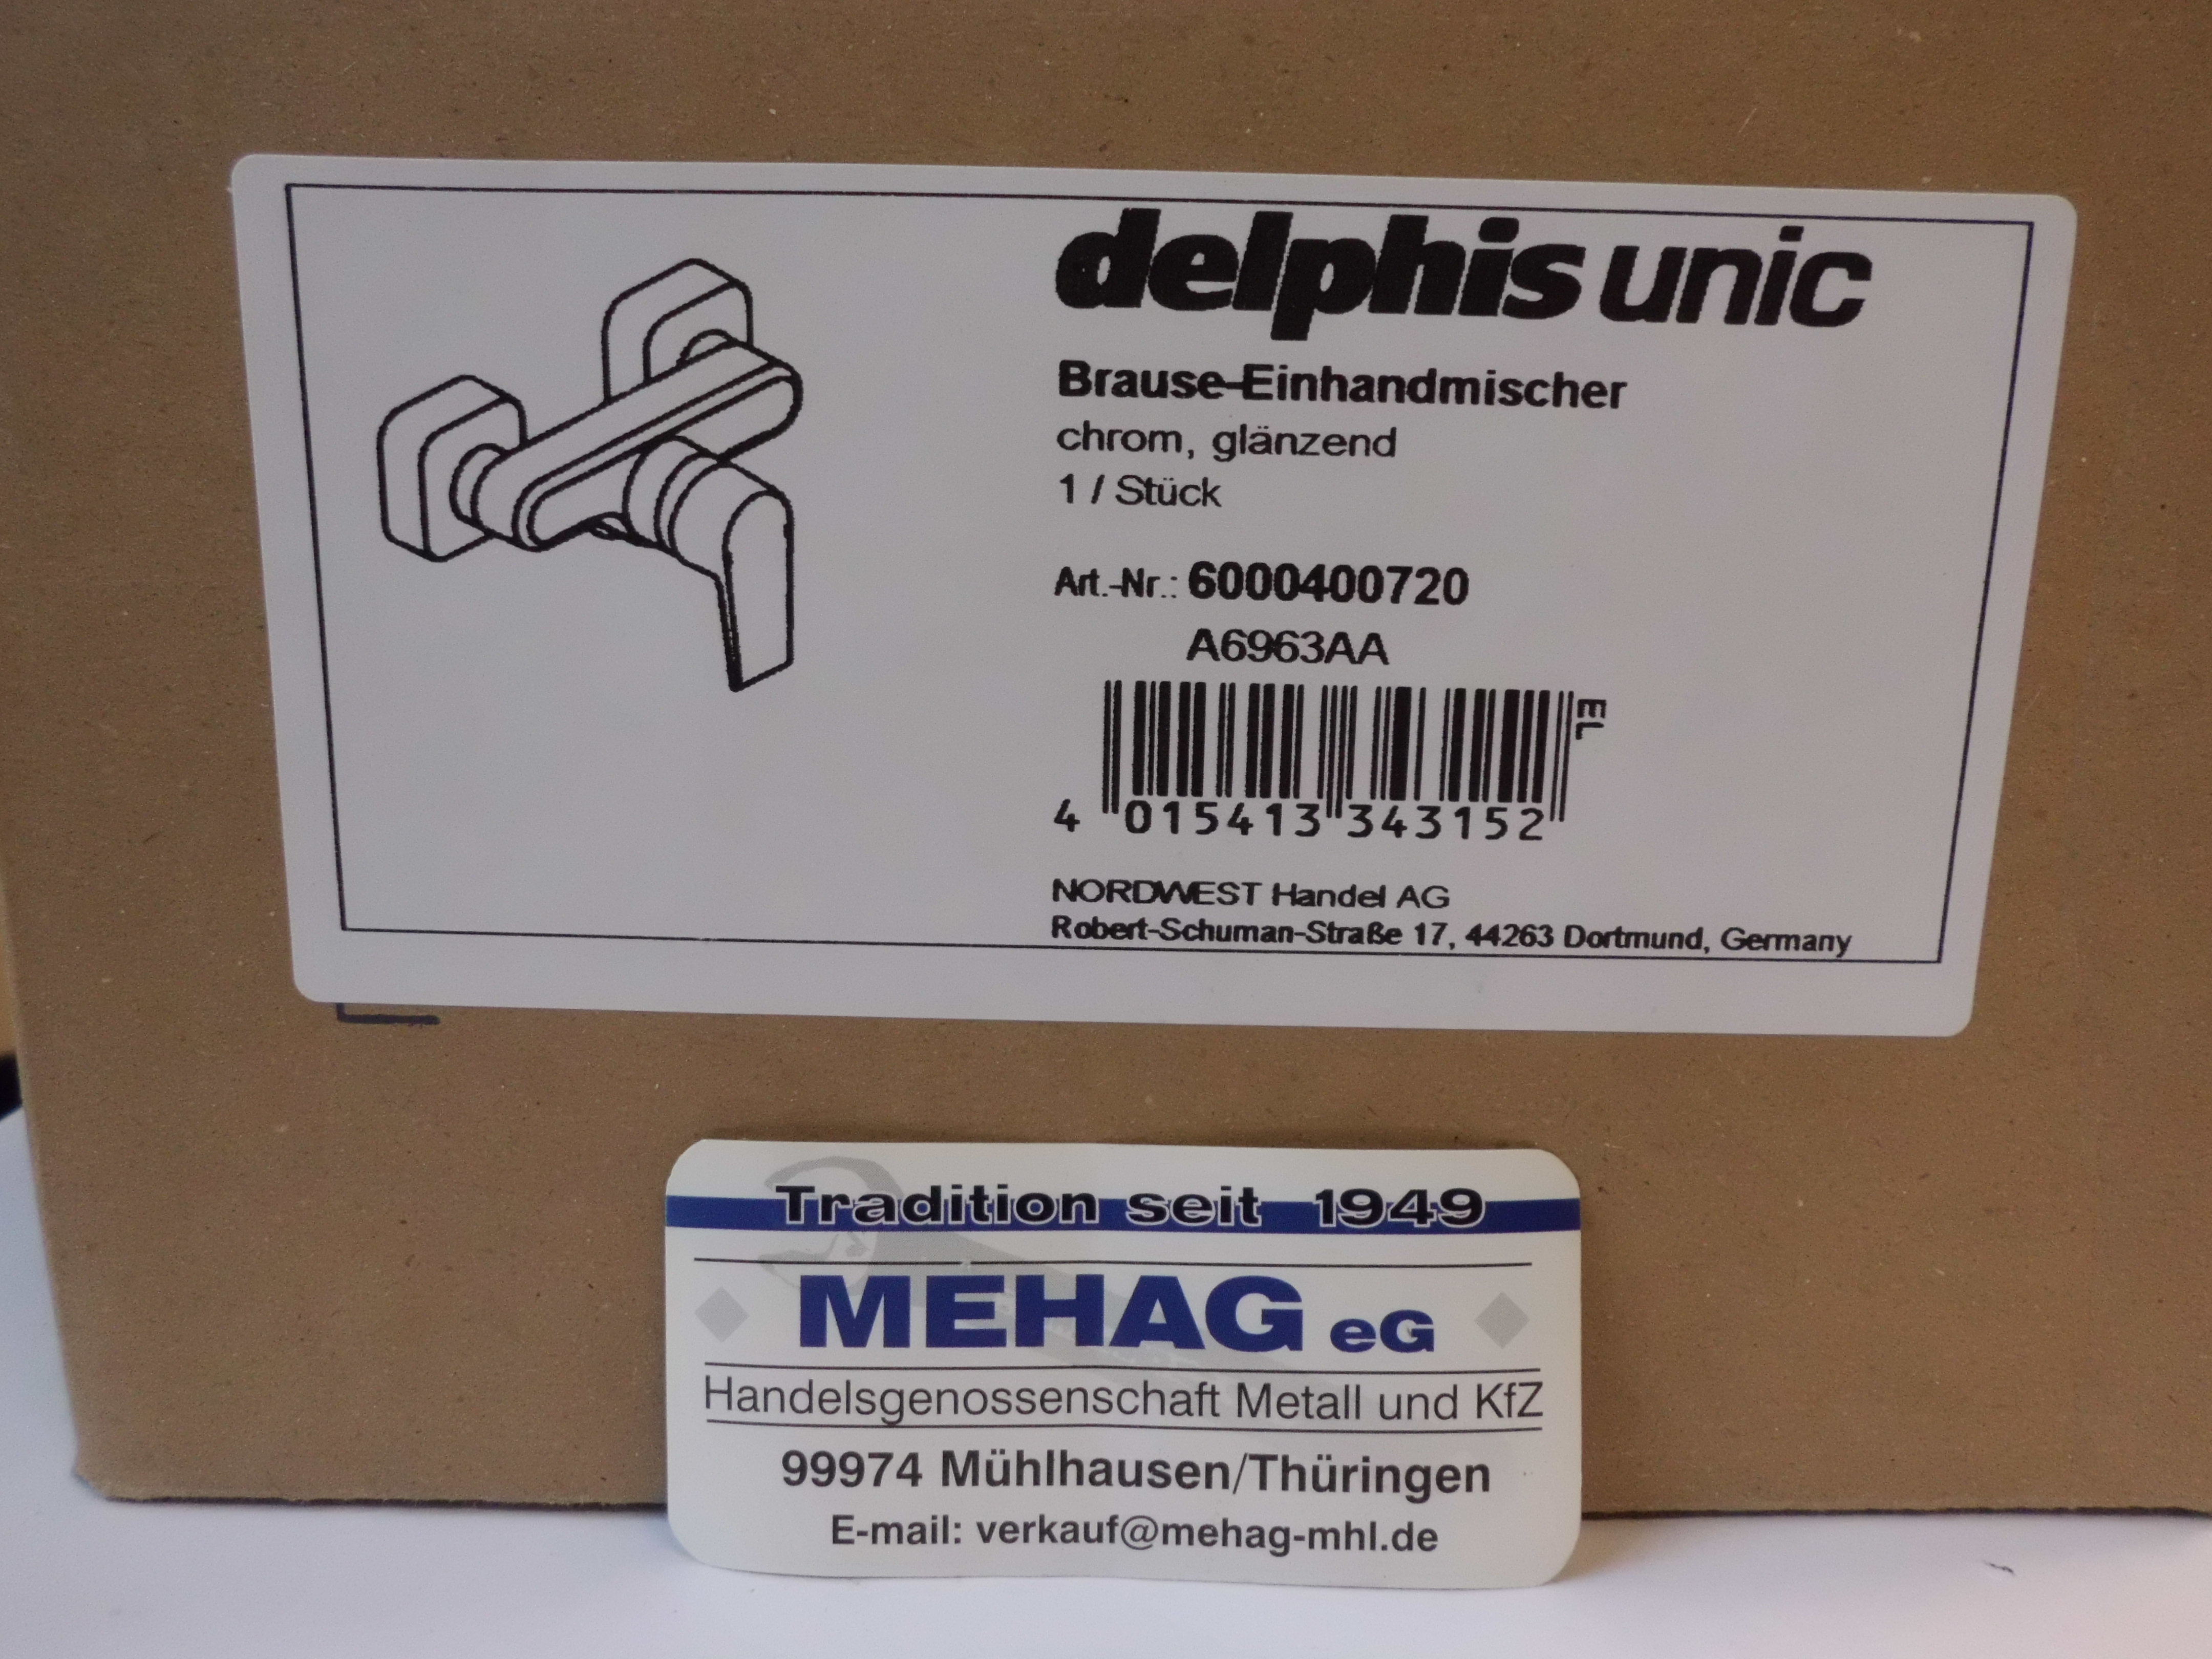 delphis unic
Brause-Einhandmischer
chrom, glänzend
1 / Stück
Art.-Nr.: 6000400720
A6963AA
EL
4 015413 343152
NORDWEST Handel AG
Robert-Schuman-Straße 17, 44263 Dortmund, Germany
Tradition seit 1949
MEHAG eG
Handelsgenossenschaft Metall und KfZ
99974 Mühlhausen/Thüringen
E-mail: verkauf@mehag-mhl.de